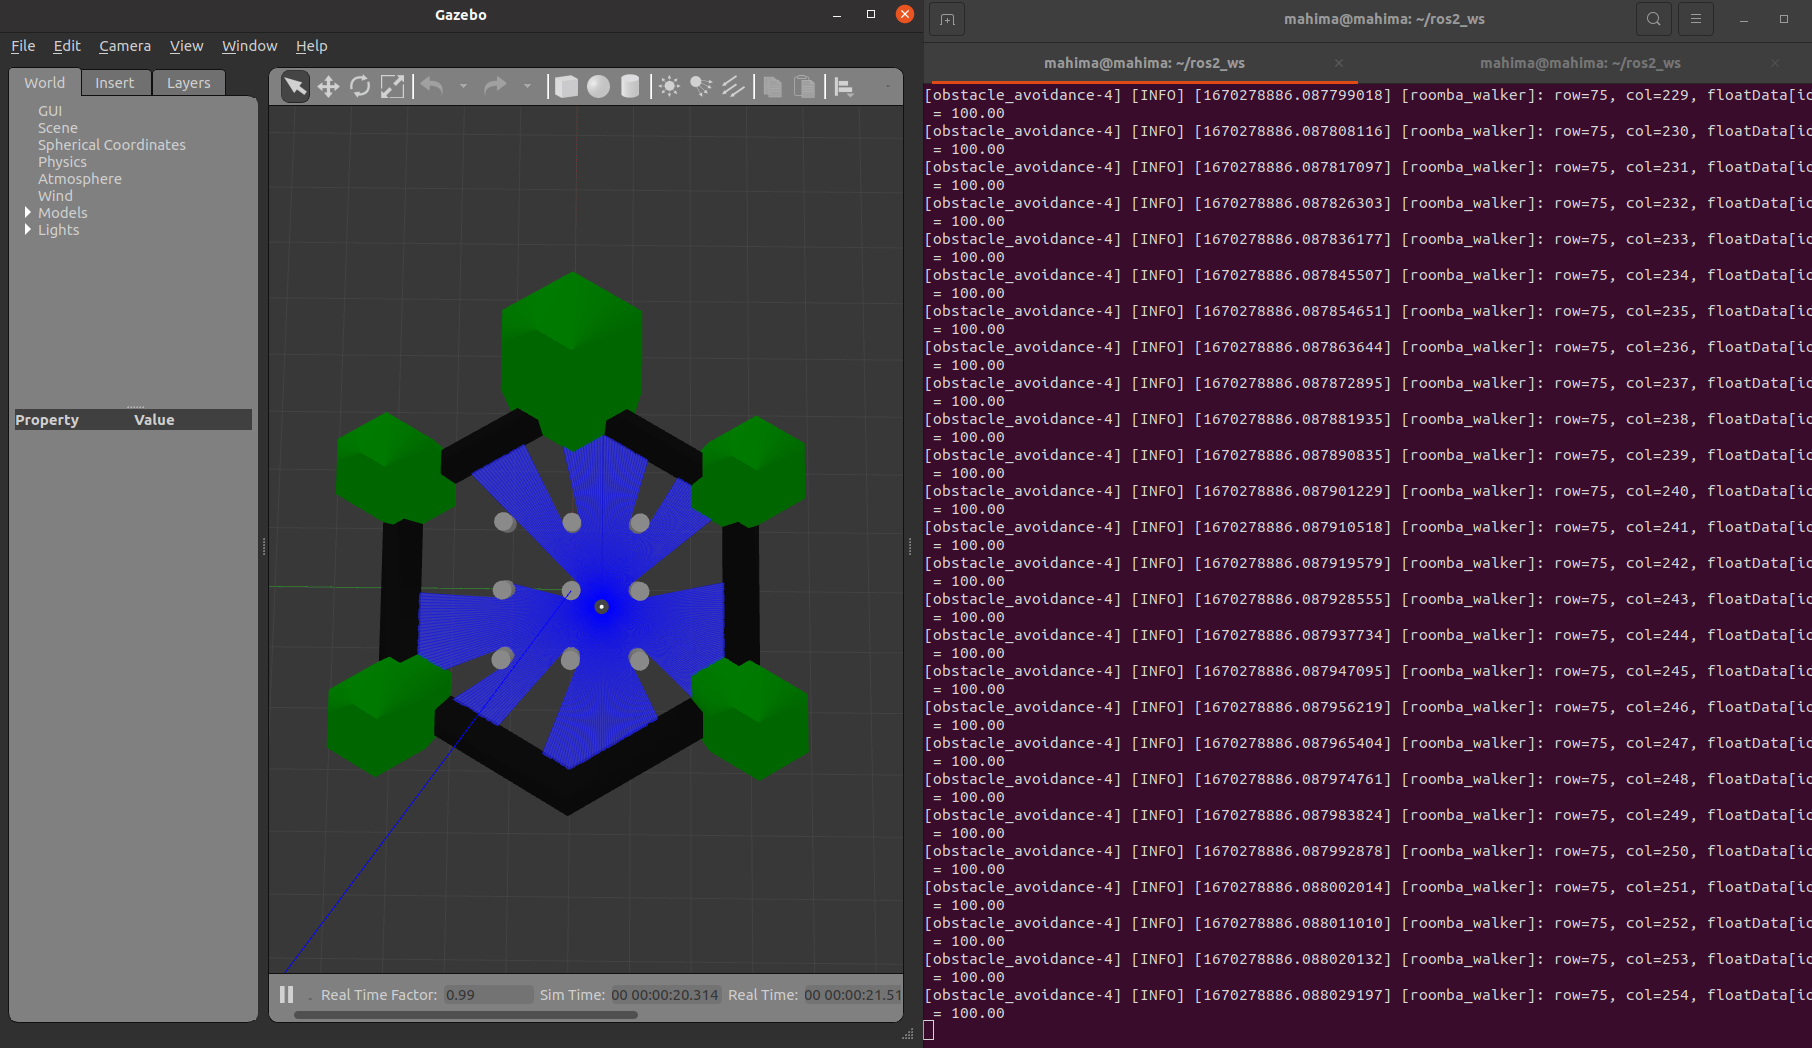 Gazebo
File Edit Camera View Window Help
World Insert Layers
GUI
Scene
Spherical Coordinates
Physics
Atmosphere
Wind
Models
Lights
Property Value
Real Time Factor: 0.99 Sim Time: 00 00:00:20.314 Real Time: 00 00:00:21.51
mahima@mahima: ~/ros2_ws
mahima@mahima: ~/ros2_ws mahima@mahima: ~/ros2_ws
[obstacle_avoidance-4] [INFO] [1670278886.087799018] [roomba_walker]: row=75, col=229, floatData[ic
= 100.00
[obstacle_avoidance-4] [INFO] [1670278886.087808116] [roomba_walker]: row=75, col=230, floatData[ic
= 100.00
[obstacle_avoidance-4] [INFO] [1670278886.087817097] [roomba_walker]: row=75, col=231, floatData[ic
= 100.00
[obstacle_avoidance-4] [INFO] [1670278886.087826303] [roomba_walker]: row=75, col=232, floatData[ic
= 100.00
[obstacle_avoidance-4] [INFO] [1670278886.087836177] [roomba_walker]: row=75, col=233, floatData[ic
= 100.00
[obstacle_avoidance-4] [INFO] [1670278886.087845507] [roomba_walker]: row=75, col=234, floatData[ic
= 100.00
[obstacle_avoidance-4] [INFO] [1670278886.087854651] [roomba_walker]: row=75, col=235, floatData[ic
= 100.00
[obstacle_avoidance-4] [INFO] [1670278886.087863644] [roomba_walker]: row=75, col=236, floatData[ic
= 100.00
[obstacle_avoidance-4] [INFO] [1670278886.087872895] [roomba_walker]: row=75, col=237, floatData[ic
= 100.00
[obstacle_avoidance-4] [INFO] [1670278886.087881935] [roomba_walker]: row=75, col=238, floatData[ic
= 100.00
[obstacle_avoidance-4] [INFO] [1670278886.087890835] [roomba_walker]: row=75, col=239, floatData[ic
= 100.00
[obstacle_avoidance-4] [INFO] [1670278886.087901229] [roomba_walker]: row=75, col=240, floatData[ic
= 100.00
[obstacle_avoidance-4] [INFO] [1670278886.087910518] [roomba_walker]: row=75, col=241, floatData[ic
= 100.00
[obstacle_avoidance-4] [INFO] [1670278886.087919579] [roomba_walker]: row=75, col=242, floatData[ic
= 100.00
[obstacle_avoidance-4] [INFO] [1670278886.087928555] [roomba_walker]: row=75, col=243, floatData[ic
= 100.00
[obstacle_avoidance-4] [INFO] [1670278886.087937734] [roomba_walker]: row=75, col=244, floatData[ic
= 100.00
[obstacle_avoidance-4] [INFO] [1670278886.087947095] [roomba_walker]: row=75, col=245, floatData[ic
= 100.00
[obstacle_avoidance-4] [INFO] [1670278886.087956219] [roomba_walker]: row=75, col=246, floatData[ic
= 100.00
[obstacle_avoidance-4] [INFO] [1670278886.087965404] [roomba_walker]: row=75, col=247, floatData[ic
= 100.00
[obstacle_avoidance-4] [INFO] [1670278886.087974761] [roomba_walker]: row=75, col=248, floatData[ic
= 100.00
[obstacle_avoidance-4] [INFO] [1670278886.087983824] [roomba_walker]: row=75, col=249, floatData[ic
= 100.00
[obstacle_avoidance-4] [INFO] [1670278886.087992878] [roomba_walker]: row=75, col=250, floatData[ic
= 100.00
[obstacle_avoidance-4] [INFO] [1670278886.088002014] [roomba_walker]: row=75, col=251, floatData[ic
= 100.00
[obstacle_avoidance-4] [INFO] [1670278886.088011010] [roomba_walker]: row=75, col=252, floatData[ic
= 100.00
[obstacle_avoidance-4] [INFO] [1670278886.088020132] [roomba_walker]: row=75, col=253, floatData[ic
= 100.00
[obstacle_avoidance-4] [INFO] [1670278886.088029197] [roomba_walker]: row=75, col=254, floatData[ic
= 100.00